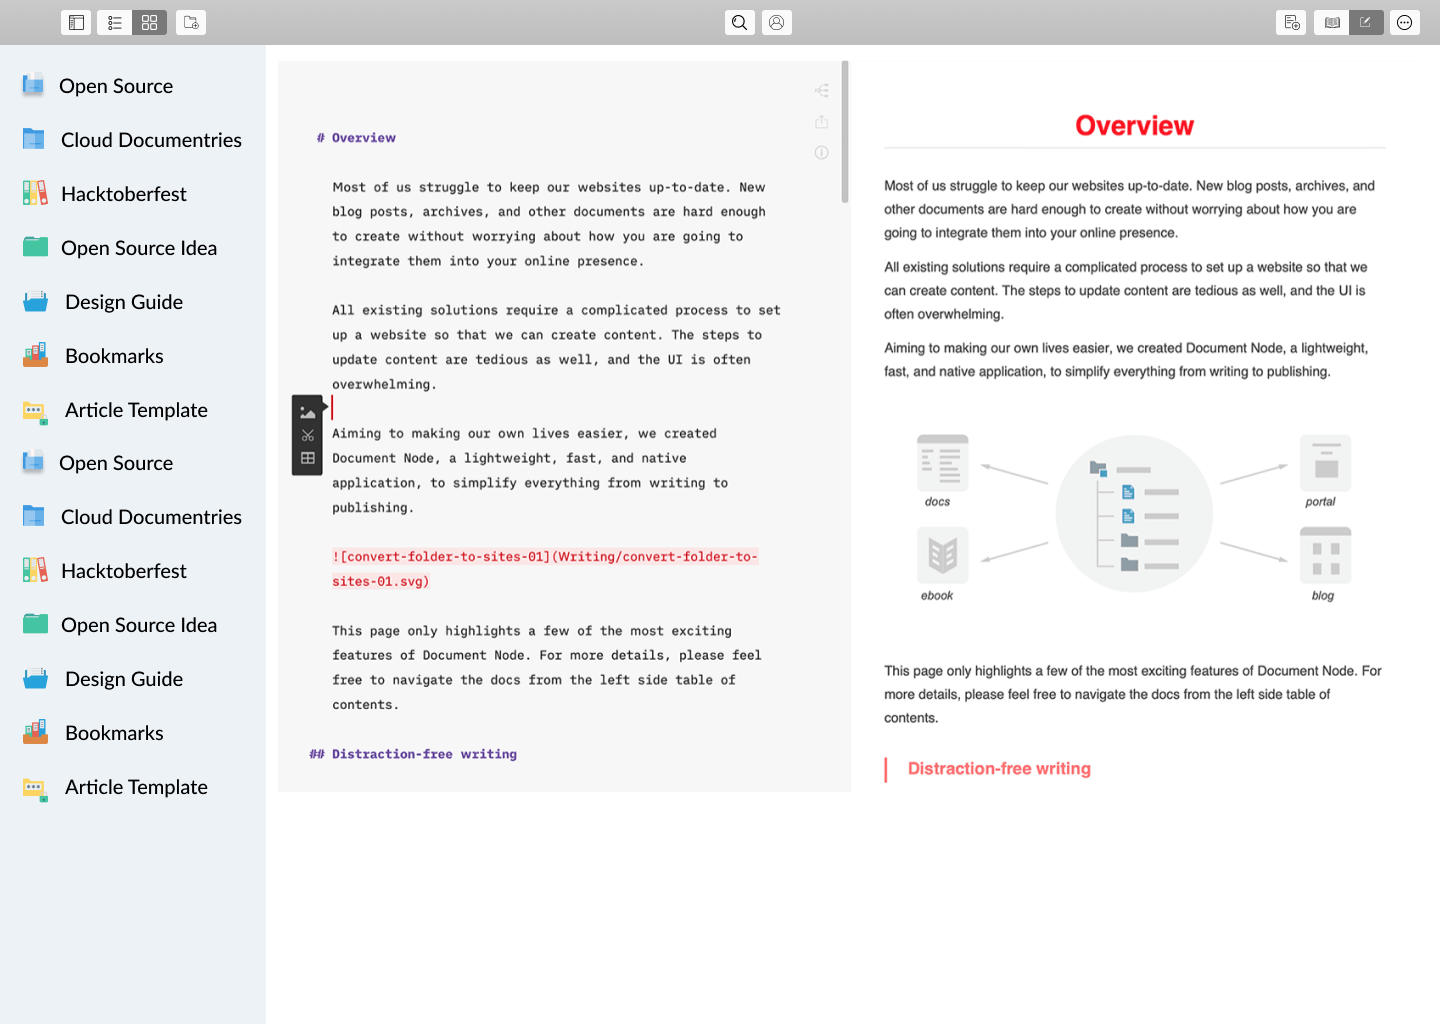 Open Source
Cloud Documentries
Hacktoberfest
Open Source Idea
Design Guide
Bookmarks
Article Template
Open Source
Cloud Documentries
Hacktoberfest
Open Source Idea
Design Guide
Bookmarks
Article Template
# Overview
Most of us struggle to keep our websites up-to-date. New
blog posts, archives, and other documents are hard enough
to create without worrying about how you are going to
integrate them into your online presence.
All existing solutions require a complicated process to set
up a website so that we can create content. The steps to
update content are tedious as well, and the UI is often
overwhelming.
Aiming to making our own lives easier, we created
Document Node, a lightweight, fast, and native
application, to simplify everything from writing to
publishing.
![convert-folder-to-sites-01](Writing/convert-folder-to-
sites-01.svg)
This page only highlights a few of the most exciting
features of Document Node. For more details, please feel
free to navigate the docs from the left side table of
contents.
## Distraction-free writing
Overview
Most of us struggle to keep our websites up-to-date. New blog posts, archives, and
other documents are hard enough to create without worrying about how you are
going to integrate them into your online presence.
All existing solutions require a complicated process to set up a website so that we
can create content. The steps to update content are tedious as well, and the UI is
often overwhelming.
Aiming to making our own lives easier, we created Document Node, a lightweight,
fast, and native application, to simplify everything from writing to publishing.
docs
portal
ebook
blog
This page only highlights a few of the most exciting features of Document Node. For
more details, please feel free to navigate the docs from the left side table of
contents.
Distraction-free writing